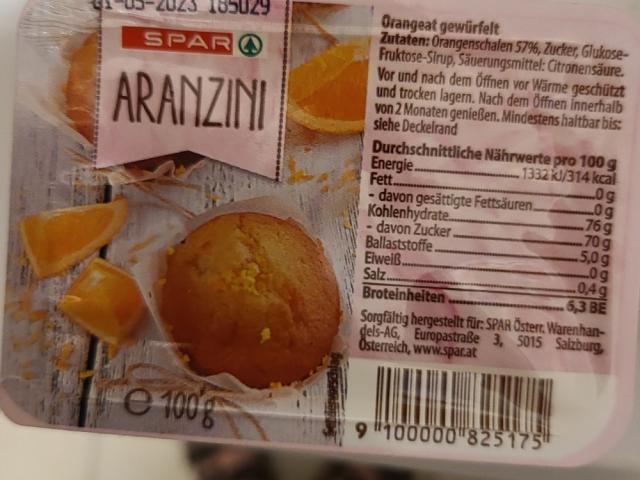 01-05-2023 185029
SPAR
ARANZINI
℮ 100 g
Orangeat gewürfelt
Zutaten: Orangenschalen 57%, Zucker, Glukose-
Fruktose-Sirup, Säuerungsmittel: Citronensäure.
Vor und nach dem Öffnen vor Wärme geschützt
und trocken lagern. Nach dem Öffnen innerhalb
von 2 Monaten genießen. Mindestens haltbar bis:
siehe Deckelrand
Durchschnittliche Nährwerte pro 100 g
Energie 1332 kJ/314 kcal
Fett 0 g
- davon gesättigte Fettsäuren 0 g
Kohlenhydrate 76 g
- davon Zucker 70 g
Ballaststoffe 5,0 g
Eiweiß 0 g
Salz 0,4 g
Broteinheiten 6,3 BE
Sorgfältig hergestellt für: SPAR Österr. Warenhan-
dels-AG, Europastraße 3, 5015 Salzburg,
Österreich, www.spar.at
Serviervorschlag
9 100000 825175